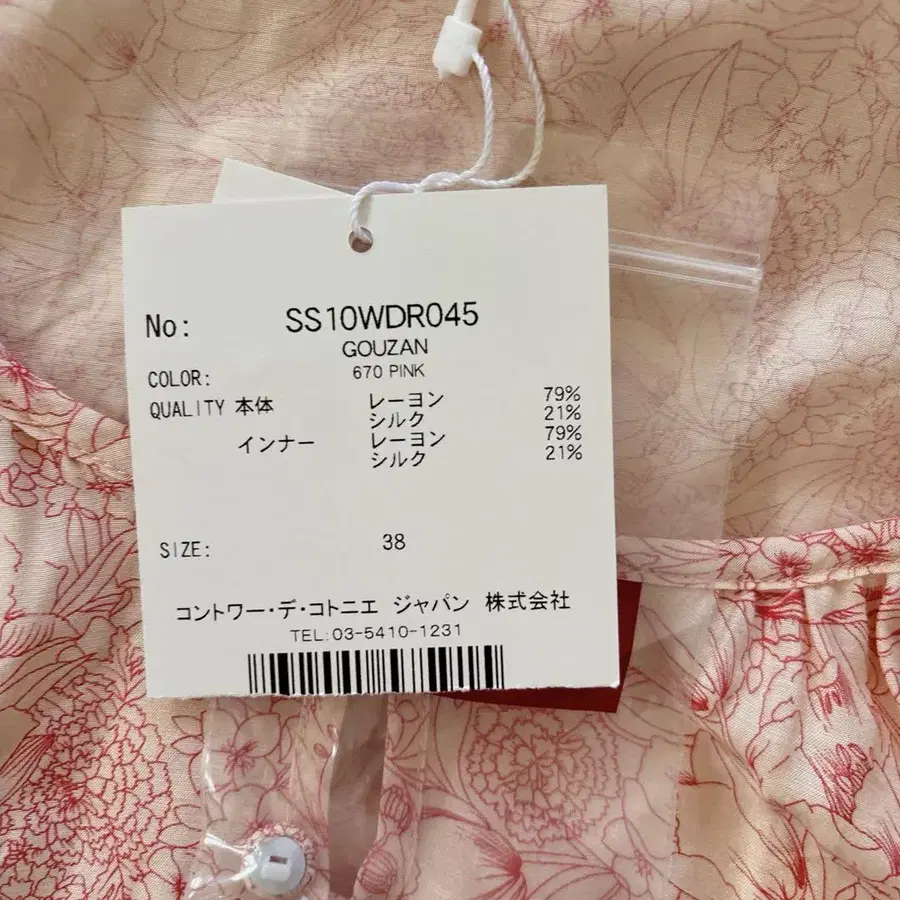 No: SS10WDR045
GOUZAN
COLOR: 670 PINK
QUALITY 本体 レーヨン 79%
シルク 21%
インナー レーヨン 79%
シルク 21%
SIZE: 38
コントワー・デ・コトニエ ジャパン 株式会社
TEL:03-5410-1231